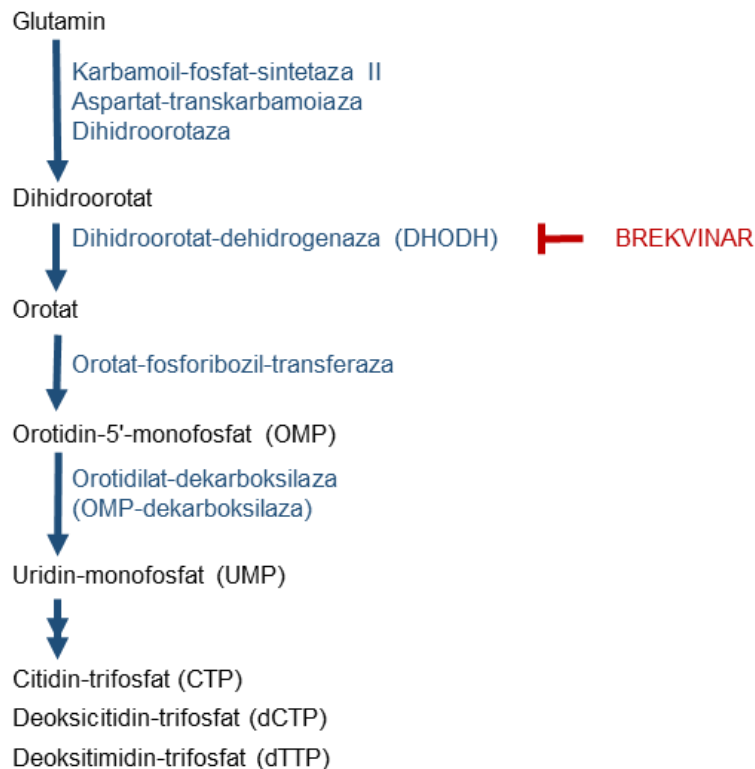 Glutamin
Karbamoil-fosfat-sintetaza II
Aspartat-transkarbamoiaza
Dihidroorotaza
Dihidroorotat
Dihidroorotat-dehidrogenaza (DHODH) BREKVINAR
Orotat
Orotat-fosforibozil-transferaza
Orotidin-5'-monofosfat (OMP)
Orotidilat-dekarboksilaza
(OMP-dekarboksilaza)
Uridin-monofosfat (UMP)
Citidin-trifosfat (CTP)
Deoksicitidin-trifosfat (dCTP)
Deoksitimidin-trifosfat (dTTP)